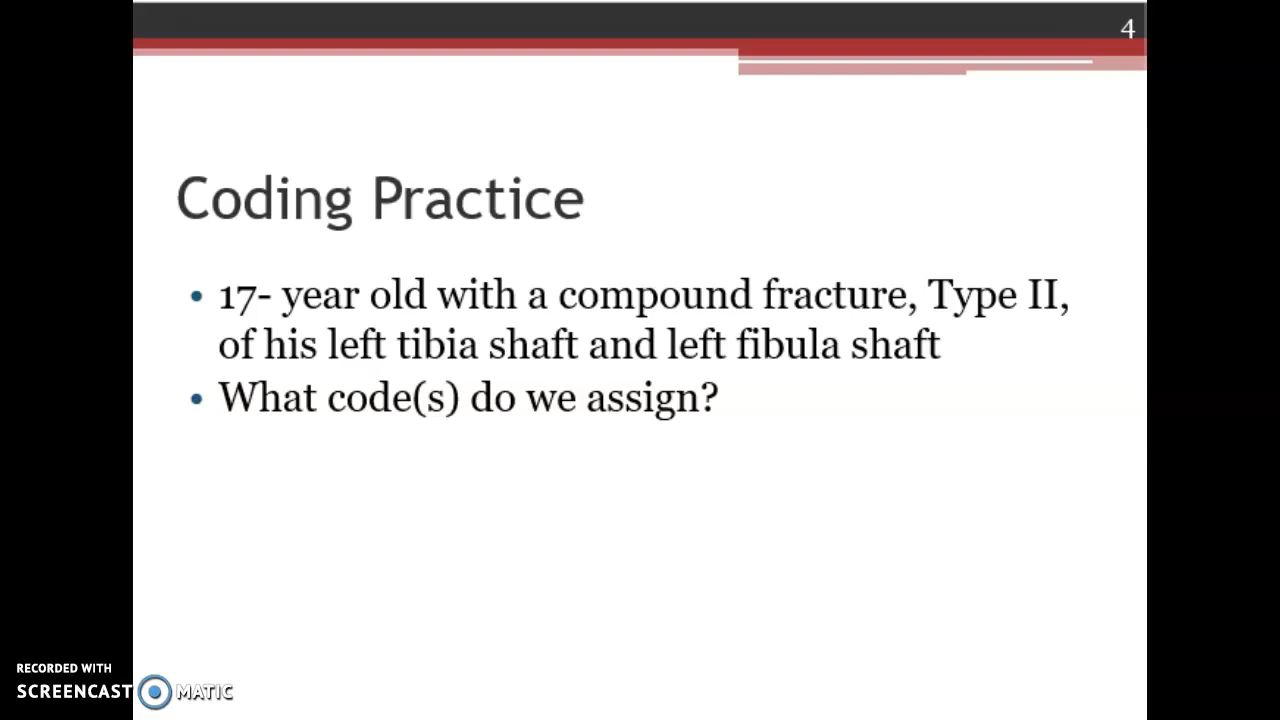 4
Coding Practice
• 17- year old with a compound fracture, Type II,
of his left tibia shaft and left fibula shaft
• What code(s) do we assign?
RECORDED WITH
SCREENCAST MATIC